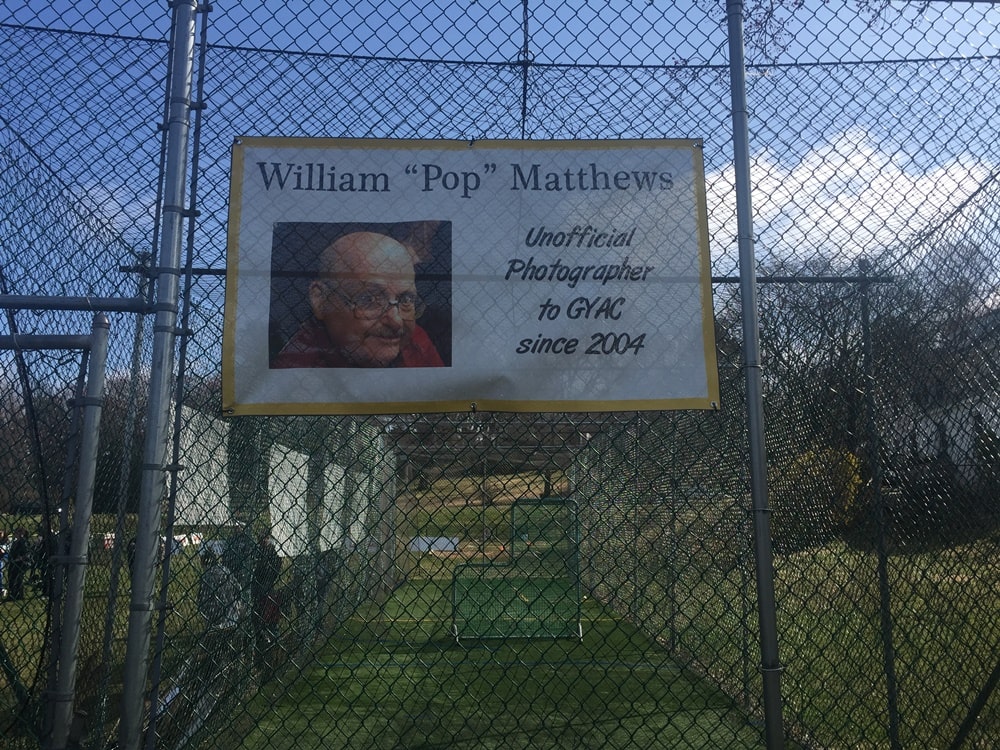 William “Pop” Matthews
Unofficial
Photographer
to GYAC
since 2004